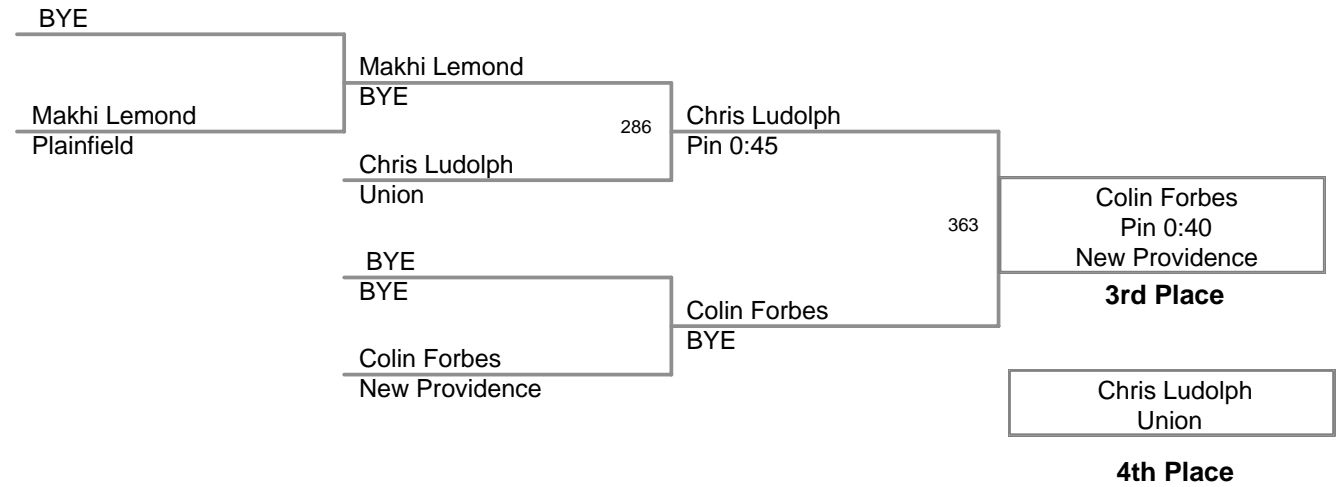 BYE
Makhi Lemond
Plainfield
Makhi Lemond
BYE
286
Chris Ludolph
Union
BYE
BYE
Colin Forbes
New Providence
Chris Ludolph
Pin 0:45
363
Colin Forbes
BYE
Colin Forbes
Pin 0:40
New Providence
3rd Place
Chris Ludolph
Union
4th Place